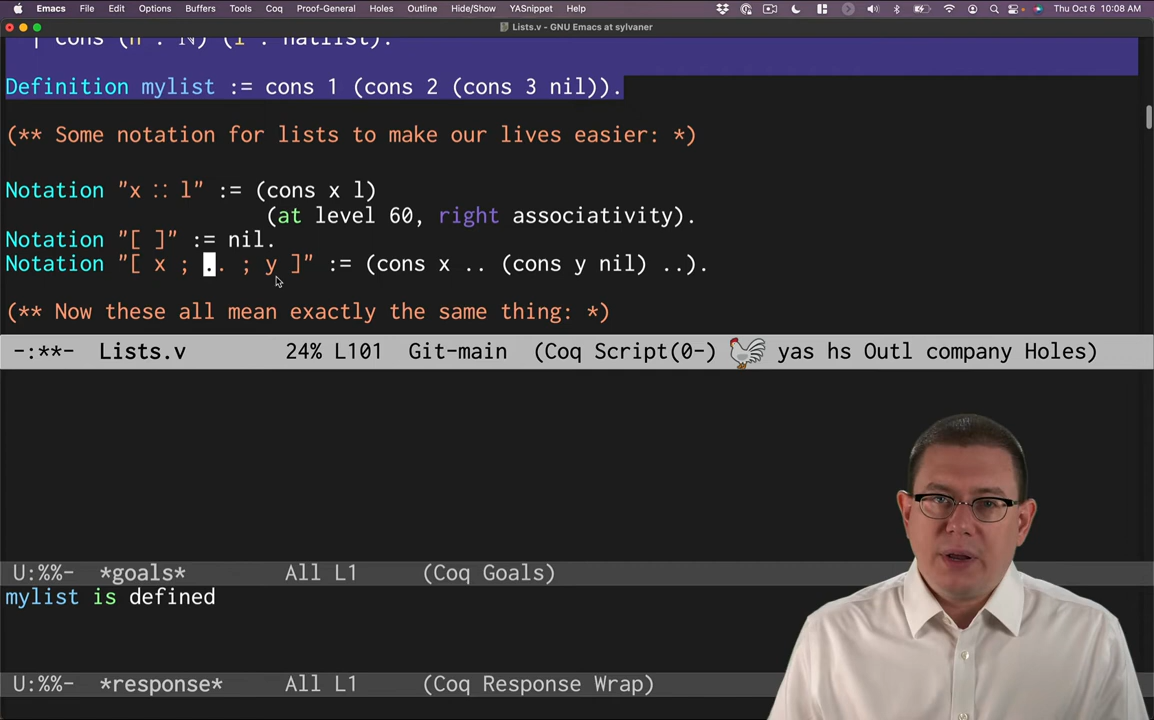 Emacs File Edit Options Buffers Tools Coq Proof-General Holes Outline Hide/Show YASnippet Help Thu Oct 6 10:08 AM
Lists.v - GNU Emacs at sylvaner
| cons (n : ℕ) (l : natlist).
Definition mylist := cons 1 (cons 2 (cons 3 nil)).
(** Some notation for lists to make our lives easier: *)
Notation "x :: l" := (cons x l)
(at level 60, right associativity).
Notation "[ ]" := nil.
Notation "[ x ; .. ; y ]" := (cons x .. (cons y nil) ..).
(** Now these all mean exactly the same thing: *)
-:**- Lists.v 24% L101 Git-main (Coq Script(0-) yas hs Outl company Holes)
U:%%- *goals* All L1 (Coq Goals)
mylist is defined
U:%%- *response* All L1 (Coq Response Wrap)